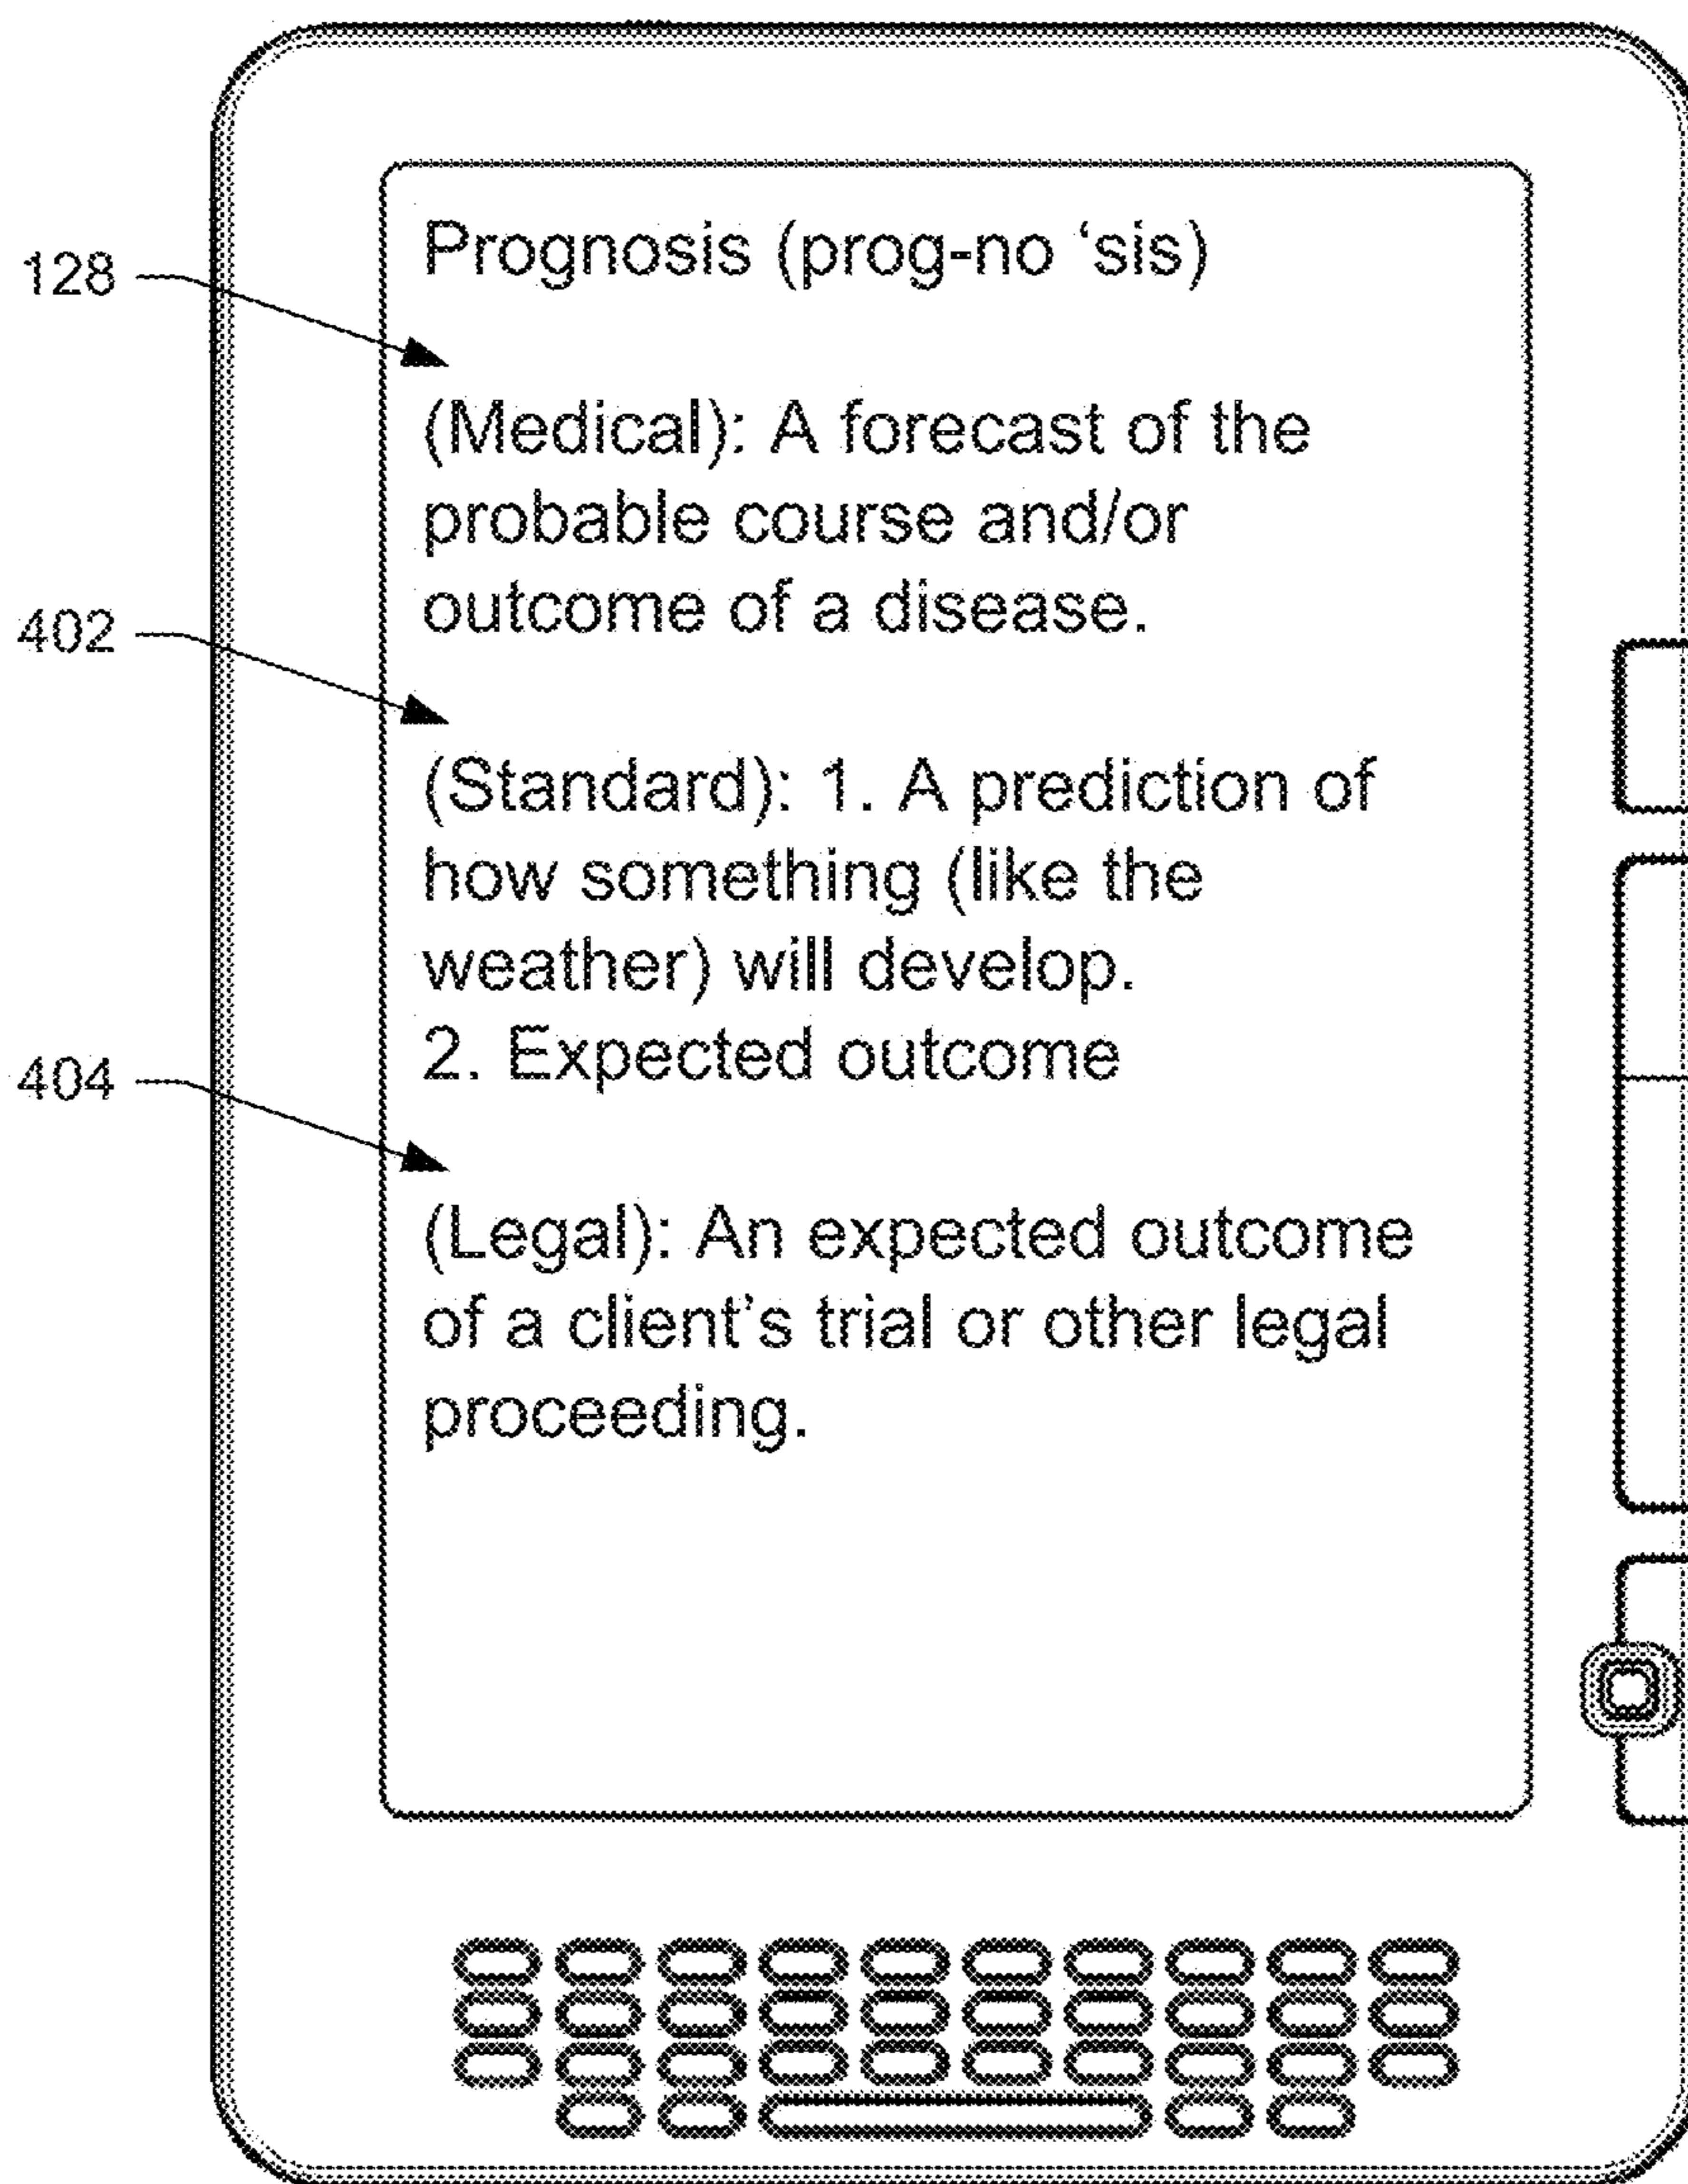 Prognosis (prog-no ‘sis)
128
(Medical): A forecast of the
probable course and/or
outcome of a disease.
402
(Standard): 1. A prediction of
how something (like the
weather) will develop.
2. Expected outcome
404
(Legal): An expected outcome
of a client’s trial or other legal
proceeding.